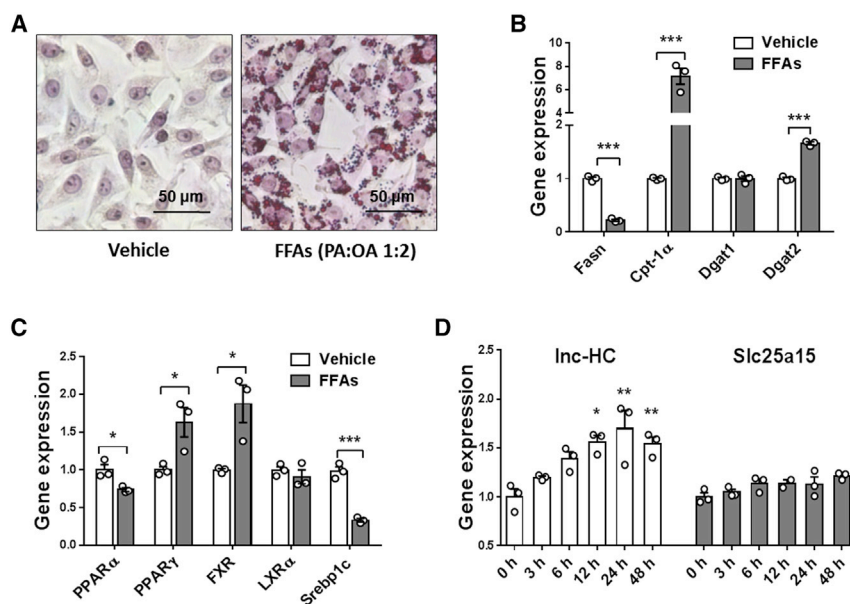 A
50 µm
50 µm
Vehicle
FFAs (PA:OA 1:2)
B
Gene expression
10
8
6
4
2
1
0
***
***
***
Vehicle
FFAs
Fasn
Cpt-1α
Dgat1
Dgat2
C
Gene expression
2.5
2.0
1.5
1.0
0.5
0.0
*
*
*
***
Vehicle
FFAs
PPARα
PPARγ
FXR
LXRα
Srebp1c
D
Gene expression
2.5
2.0
1.5
1.0
0.5
lnc-HC
Slc25a15
*
**
**
0 h
3 h
6 h
12 h
24 h
48 h
0 h
3 h
6 h
12 h
24 h
48 h